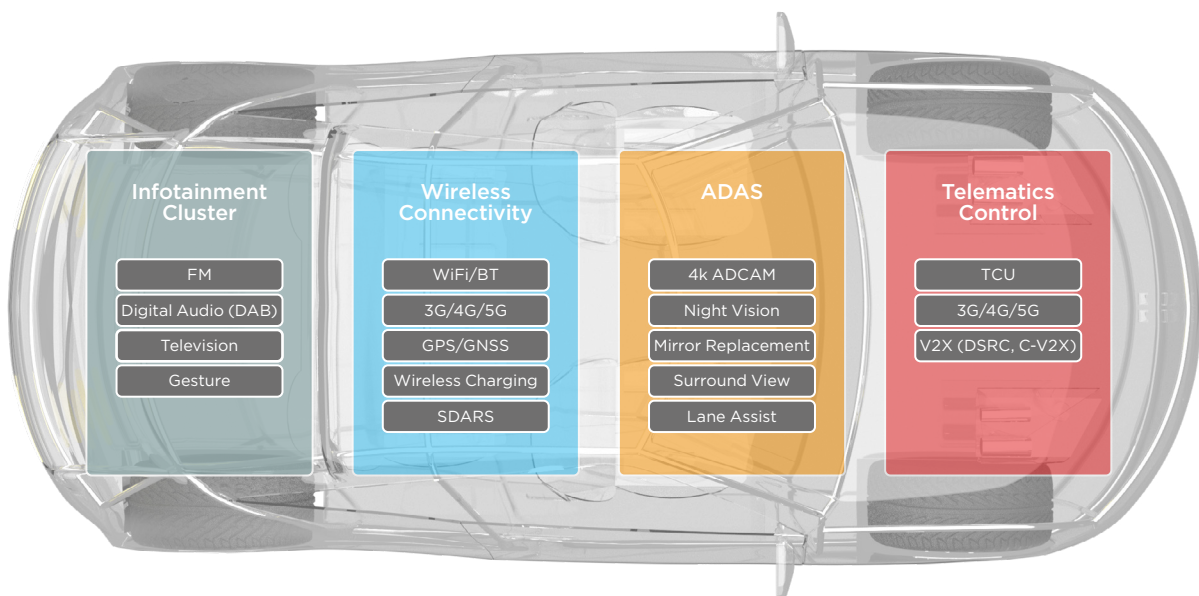 Infotainment
Cluster
FM
Digital Audio (DAB)
Television
Gesture
Wireless
Connectivity
WiFi/BT
3G/4G/5G
GPS/GNSS
Wireless Charging
SDARS
ADAS
4k ADCAM
Night Vision
Mirror Replacement
Surround View
Lane Assist
Telematics
Control
TCU
3G/4G/5G
V2X (DSRC, C-V2X)